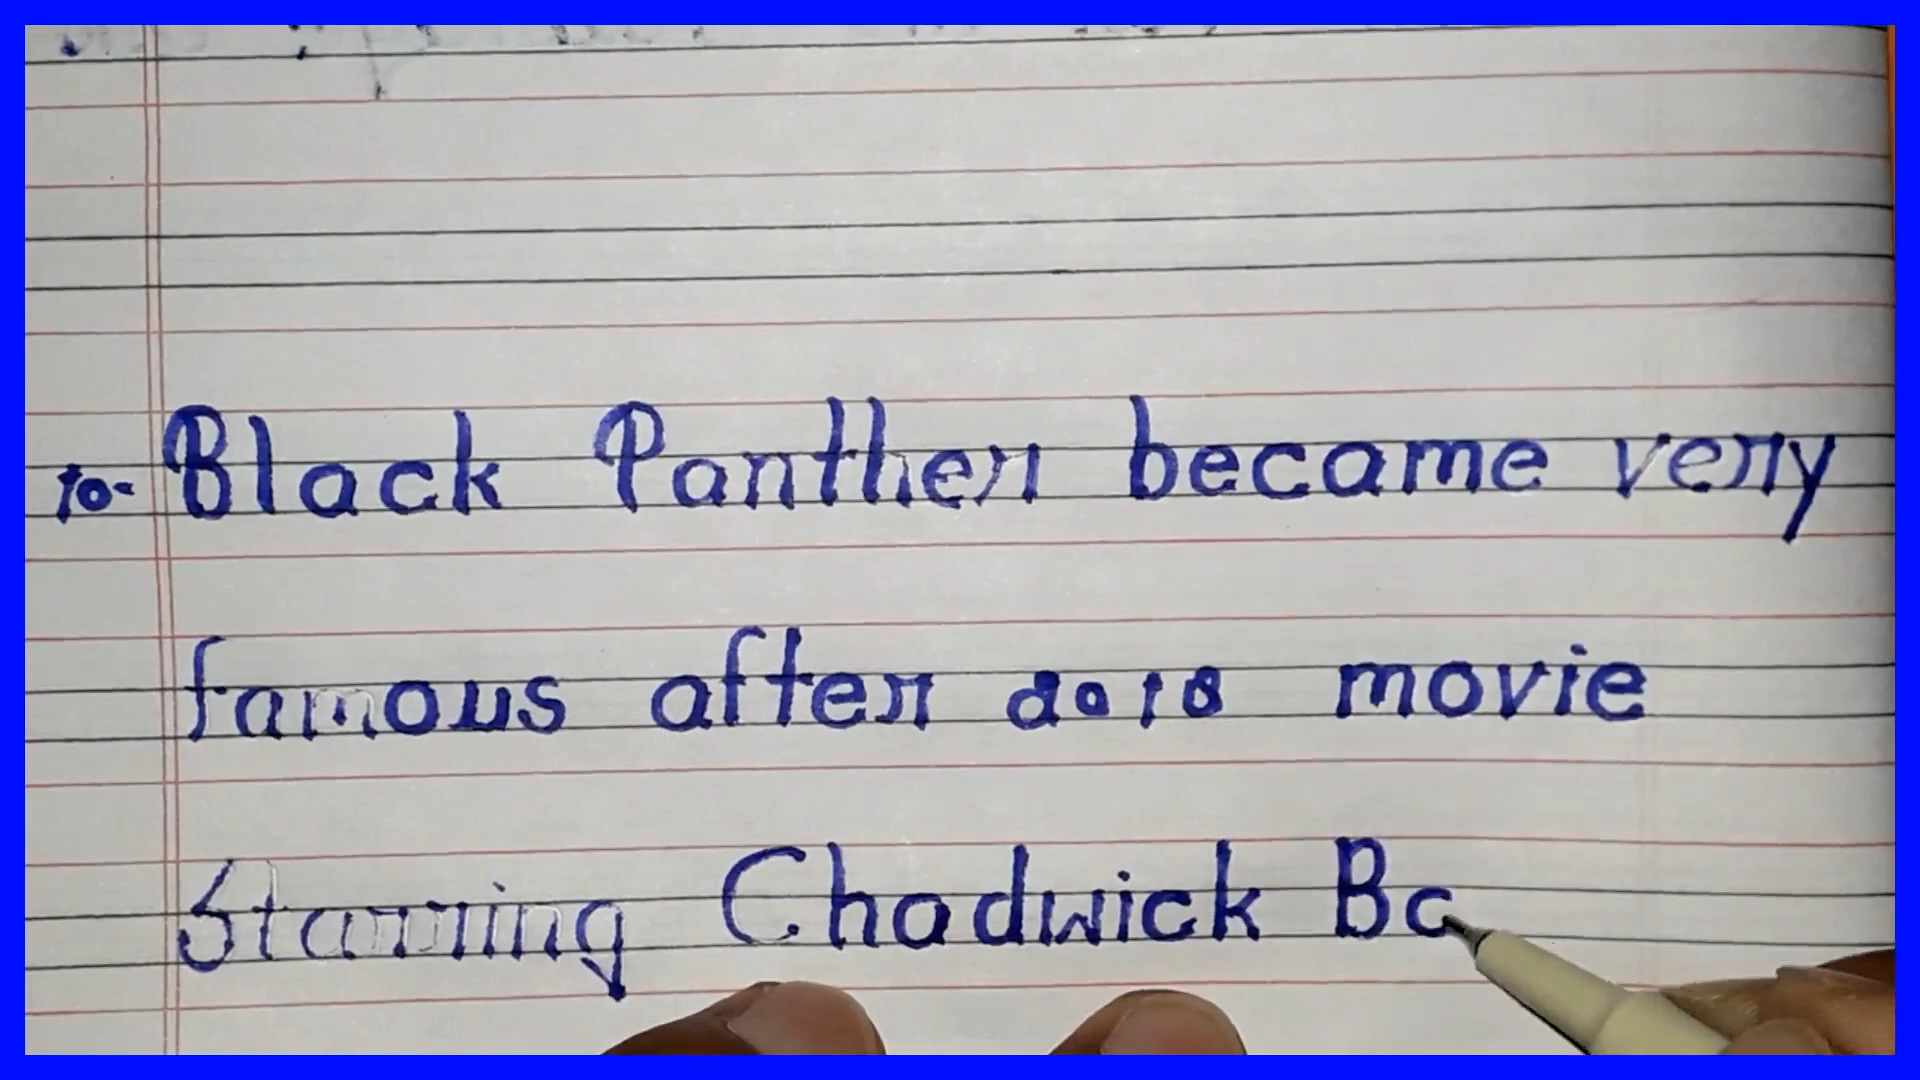 10- Black Panther became very
famous after 2018 movie
Starring Chadwick Bo